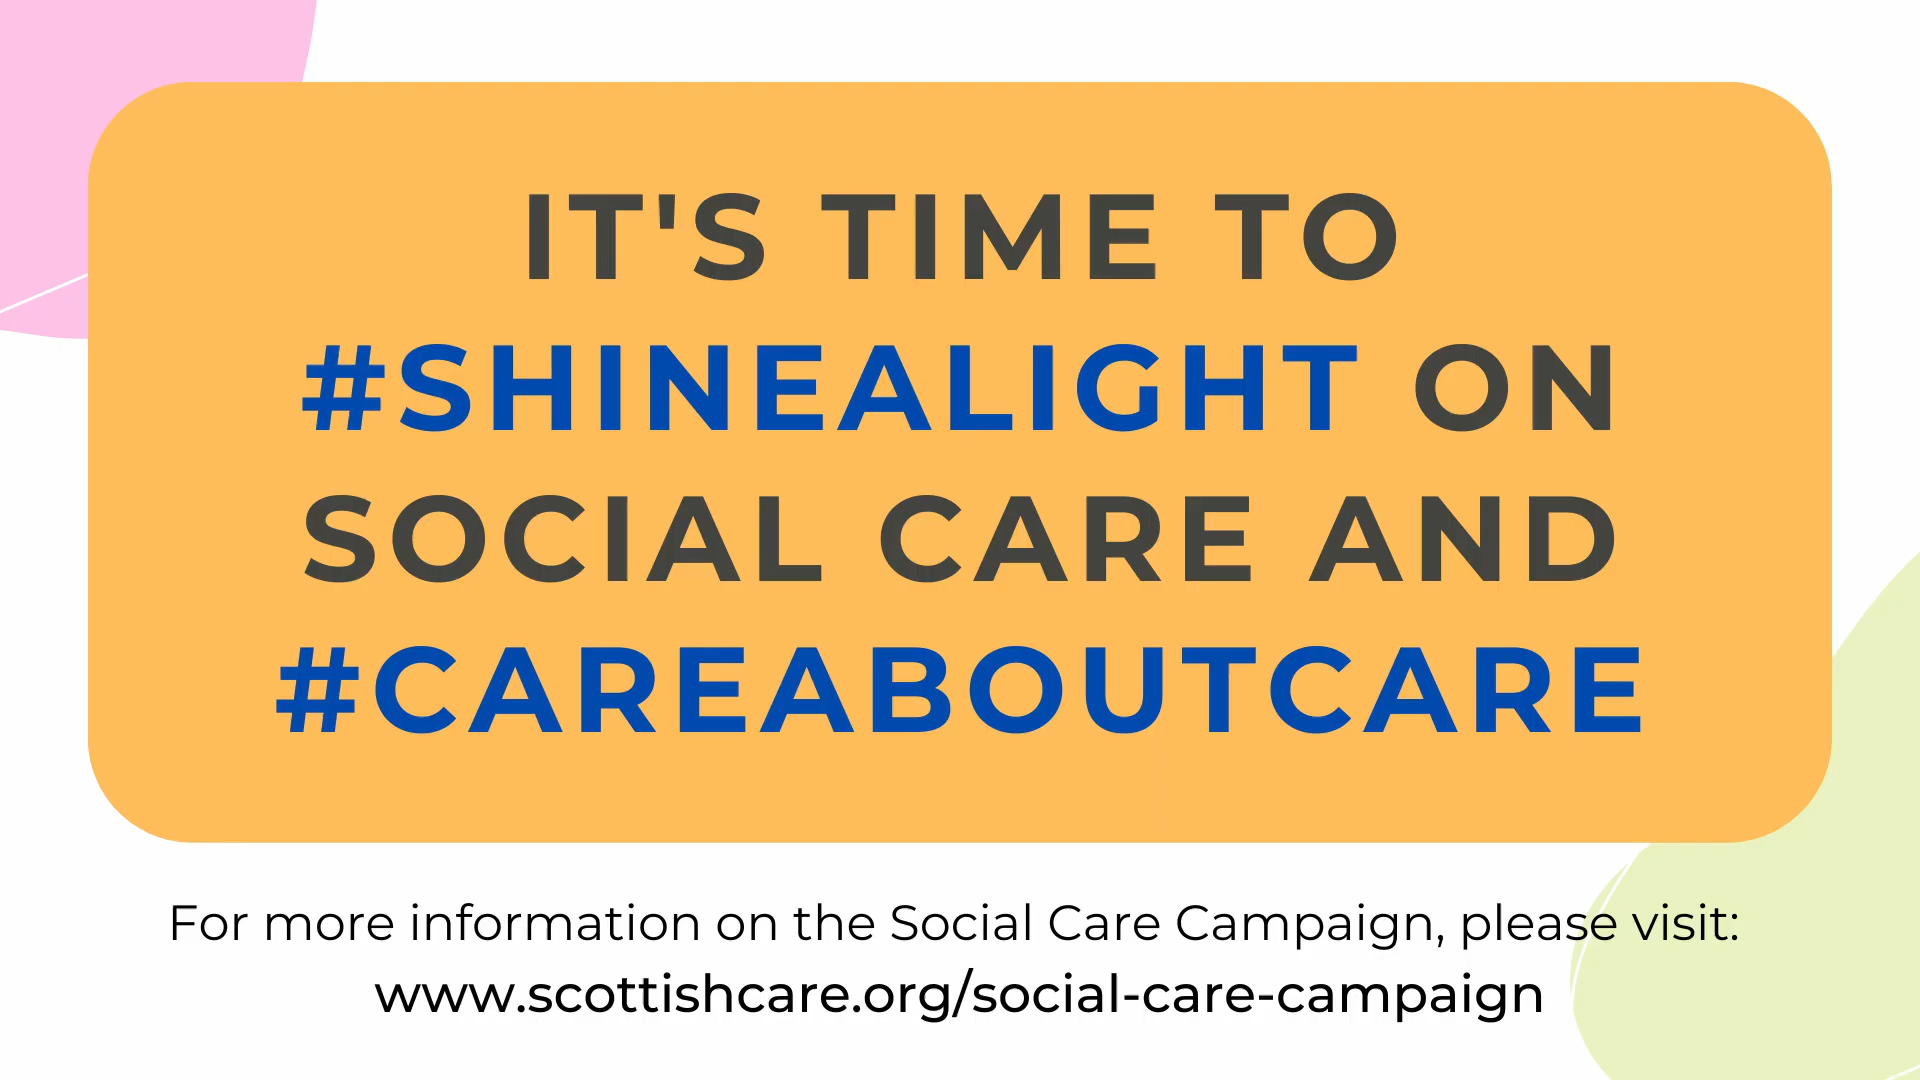 IT'S TIME TO
#SHINEALIGHT ON
SOCIAL CARE AND
#CAREABOUTCARE
For more information on the Social Care Campaign, please visit:
www.scottishcare.org/social-care-campaign